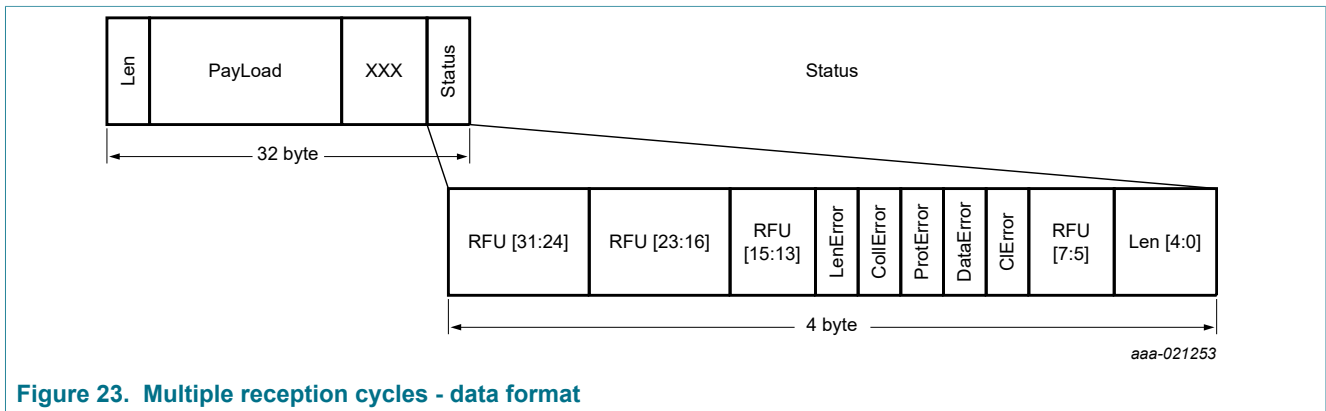 Len
PayLoad
XXX
Status
Status
32 byte
RFU [31:24]
RFU [23:16]
RFU
[15:13]
LenError
CollError
ProtError
DataError
ClError
RFU
[7:5]
Len [4:0]
4 byte
aaa-021253
Figure 23. Multiple reception cycles - data format